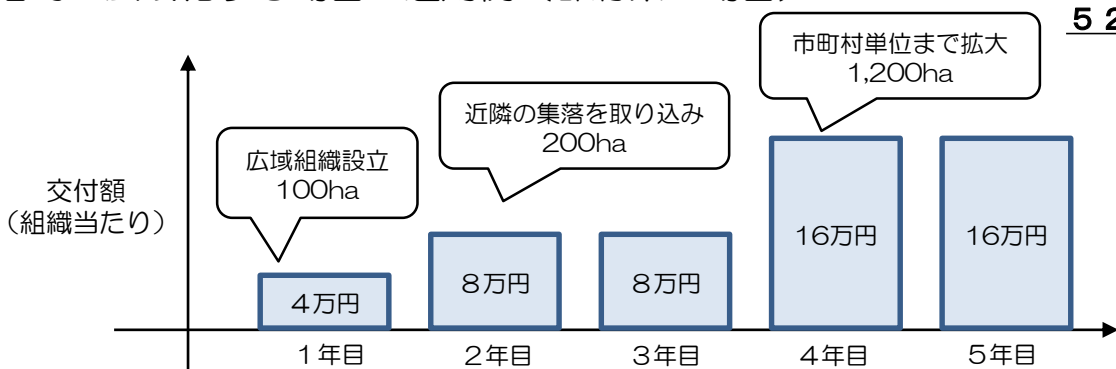 ５２
市町村単位まで拡大
1,200ha
近隣の集落を取り込み
200ha
広域組織設立
100ha
交付額
（組織当たり）
４万円
８万円
８万円
16万円
16万円
１年目
２年目
３年目
４年目
５年目